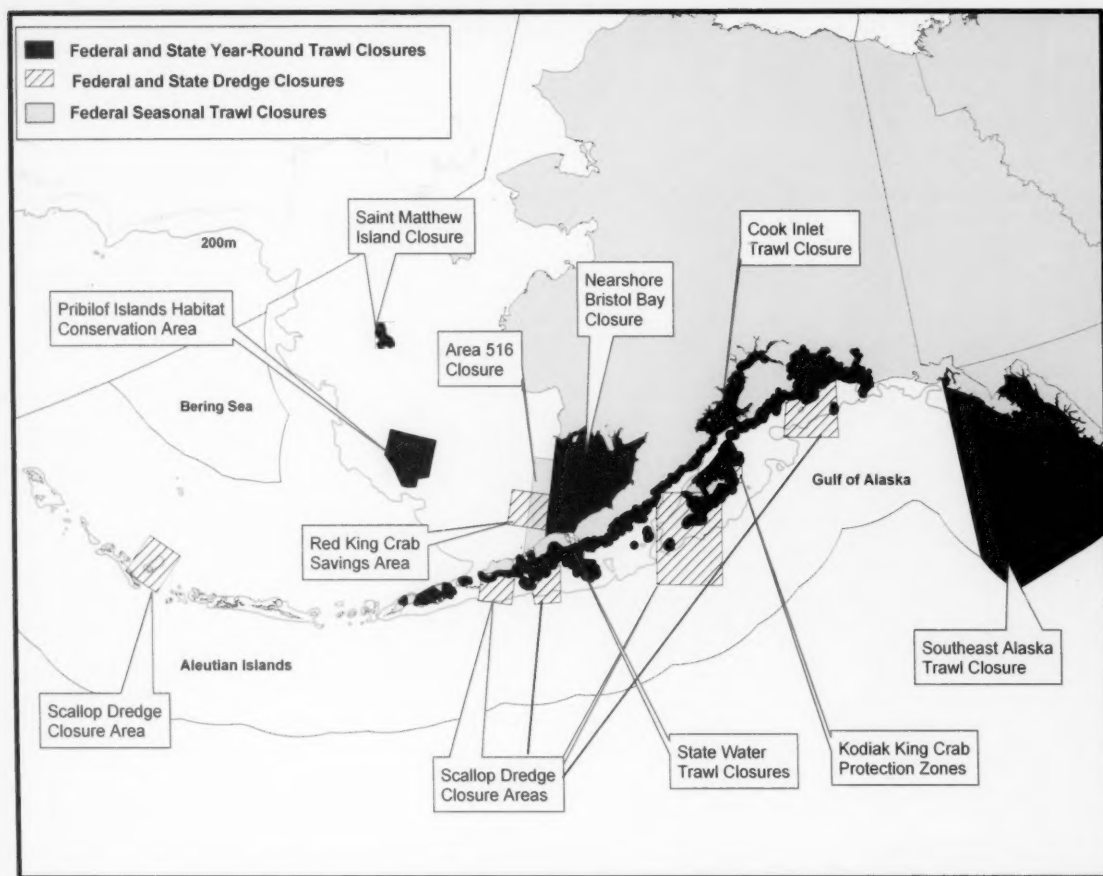 Federal and State Year-Round Trawl Closures
Federal and State Dredge Closures
Federal Seasonal Trawl Closures
Saint Matthew
Island Closure
Cook Inlet
Trawl Closure
200m
Nearshore
Bristol Bay
Closure
Pribilof Islands Habitat
Conservation Area
Area 516
Closure
Bering Sea
Gulf of Alaska
Red King Crab
Savings Area
Southeast Alaska
Trawl Closure
Aleutian Islands
Scallop Dredge
Closure Area
State Water
Trawl Closures
Kodiak King Crab
Protection Zones
Scallop Dredge
Closure Areas